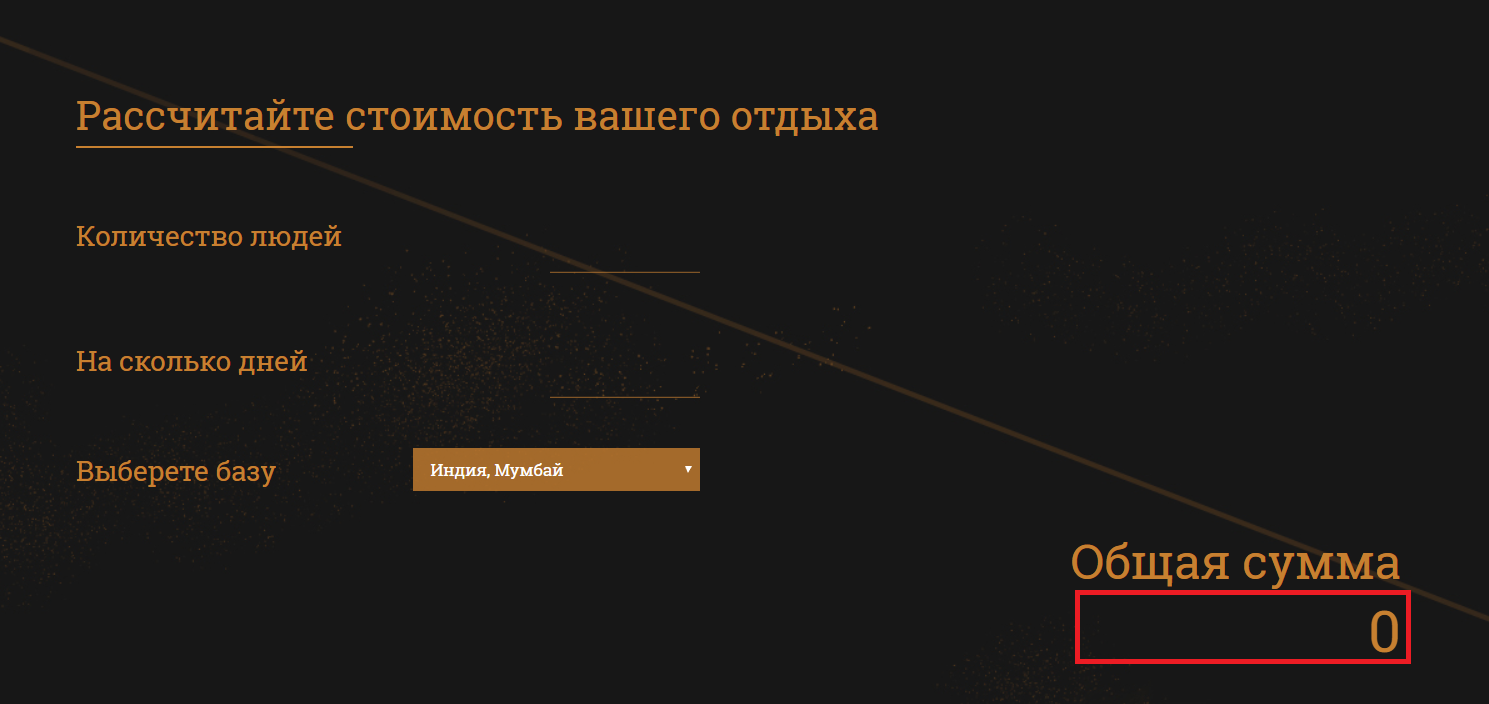 Рассчитайте стоимость вашего отдыха
Количество людей
На сколько дней
Выберете базу
Индия, Мумбай
Общая сумма
0